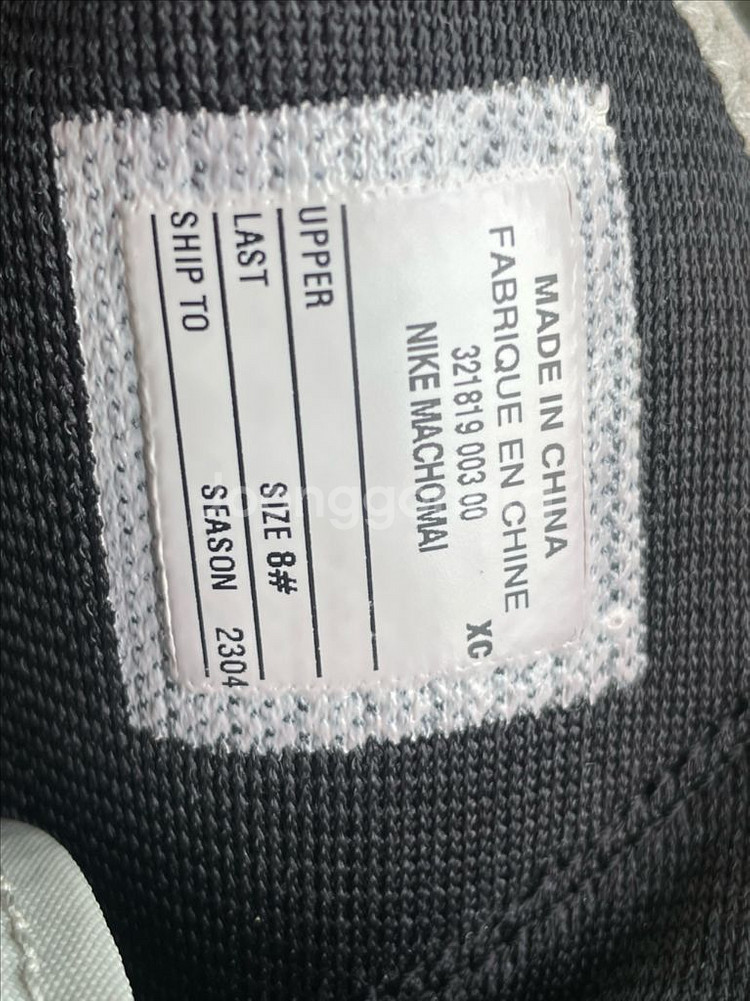 MADE IN CHINA
FABRIQUE EN CHINE
321819 003 00 XC
NIKE MACHOMAI
UPPER
LAST SIZE 8#
SHIP TO SEASON 2304